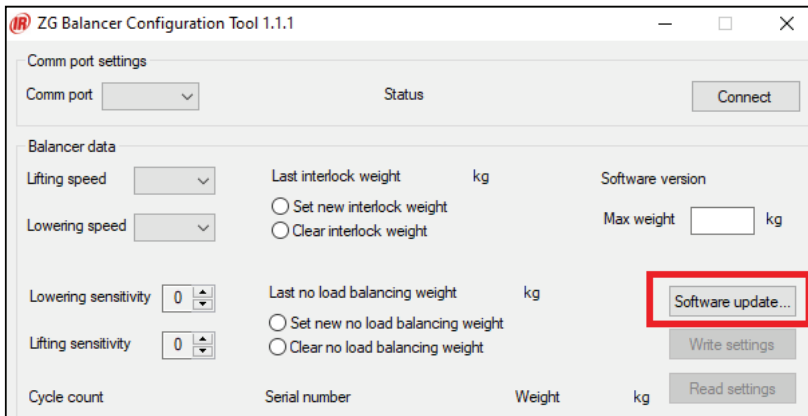 IR ZG Balancer Configuration Tool 1.1.1
Comm port settings
Comm port Status Connect
Balancer data
Lifting speed Last interlock weight kg Software version
Set new interlock weight
Lowering speed Clear interlock weight Max weight kg
Lowering sensitivity 0 Last no load balancing weight kg Software update...
Set new no load balancing weight
Lifting sensitivity 0 Clear no load balancing weight Write settings
Cycle count Serial number Weight kg Read settings